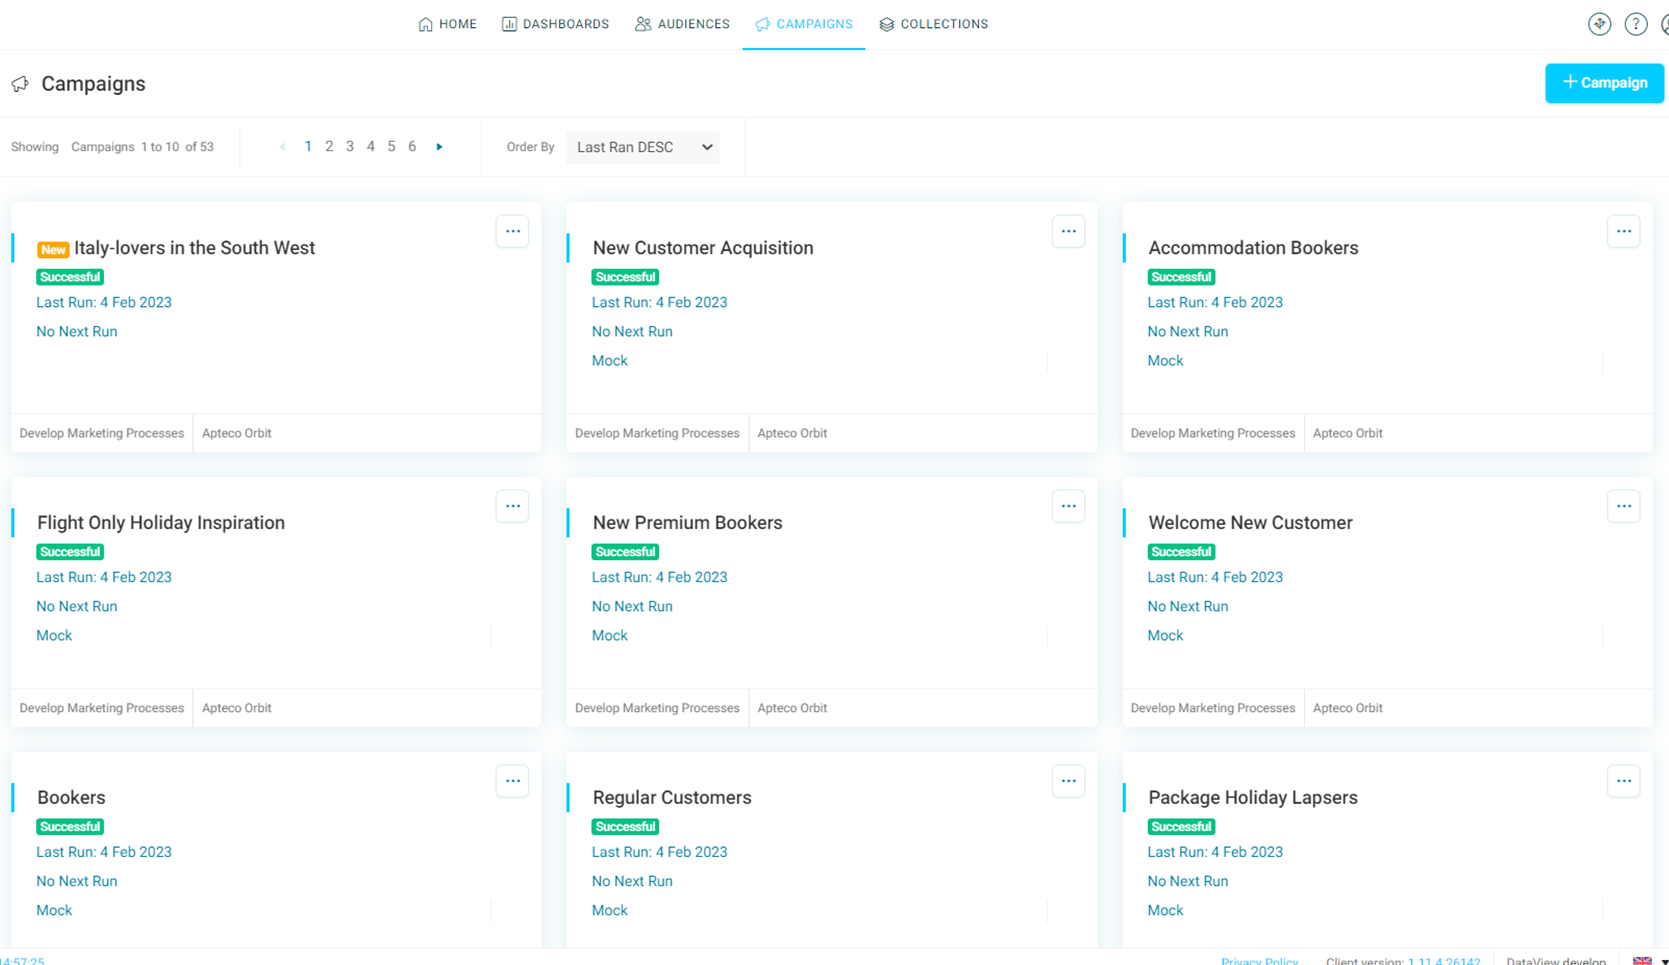 HOME DASHBOARDS AUDIENCES CAMPAIGNS COLLECTIONS ?
Campaigns
+ Campaign
Showing Campaigns 1 to 10 of 53
1 2 3 4 5 6
Order By Last Ran DESC
New Italy-lovers in the South West
Successful
Last Run: 4 Feb 2023
No Next Run
Develop Marketing Processes Apteco Orbit
New Customer Acquisition
Successful
Last Run: 4 Feb 2023
No Next Run
Mock
Develop Marketing Processes Apteco Orbit
Accommodation Bookers
Successful
Last Run: 4 Feb 2023
No Next Run
Mock
Develop Marketing Processes Apteco Orbit
Flight Only Holiday Inspiration
Successful
Last Run: 4 Feb 2023
No Next Run
Mock
Develop Marketing Processes Apteco Orbit
New Premium Bookers
Successful
Last Run: 4 Feb 2023
No Next Run
Mock
Develop Marketing Processes Apteco Orbit
Welcome New Customer
Successful
Last Run: 4 Feb 2023
No Next Run
Mock
Develop Marketing Processes Apteco Orbit
Bookers
Successful
Last Run: 4 Feb 2023
No Next Run
Mock
Regular Customers
Successful
Last Run: 4 Feb 2023
No Next Run
Mock
Package Holiday Lapsers
Successful
Last Run: 4 Feb 2023
No Next Run
Mock
14:57:25
Privacy Policy Client version: 1.11.4.26142 DataView develop